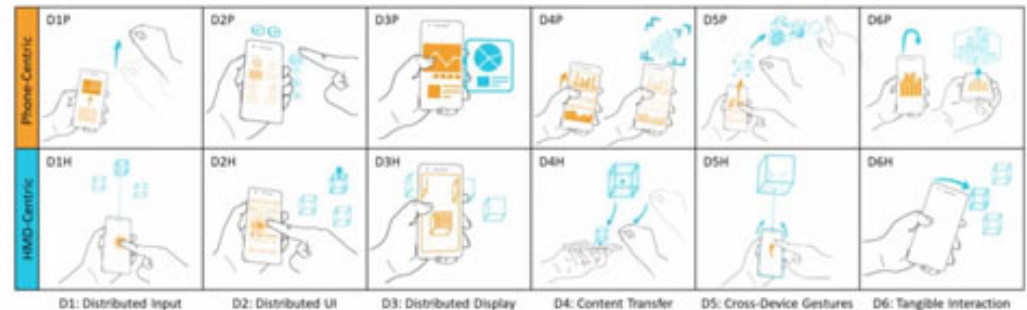 Phone-Centric
D1P
D2P
D3P
D4P
D5P
D6P
HMD-Centric
D1H
D2H
D3H
D4H
D5H
D6H
D1: Distributed Input
D2: Distributed UI
D3: Distributed Display
D4: Content Transfer
D5: Cross-Device Gestures
D6: Tangible Interaction